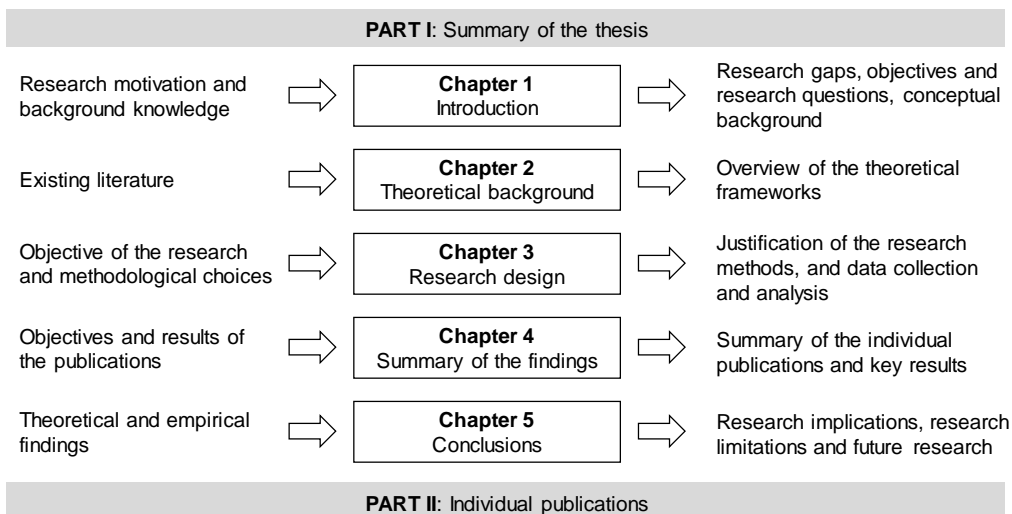 PART I: Summary of the thesis
Research motivation and
background knowledge
Chapter 1
Introduction
Research gaps, objectives and
research questions, conceptual
background
Existing literature
Chapter 2
Theoretical background
Overview of the theoretical
frameworks
Objective of the research
and methodological choices
Chapter 3
Research design
Justification of the research
methods, and data collection
and analysis
Objectives and results of
the publications
Chapter 4
Summary of the findings
Summary of the individual
publications and key results
Theoretical and empirical
findings
Chapter 5
Conclusions
Research implications, research
limitations and future research
PART II: Individual publications